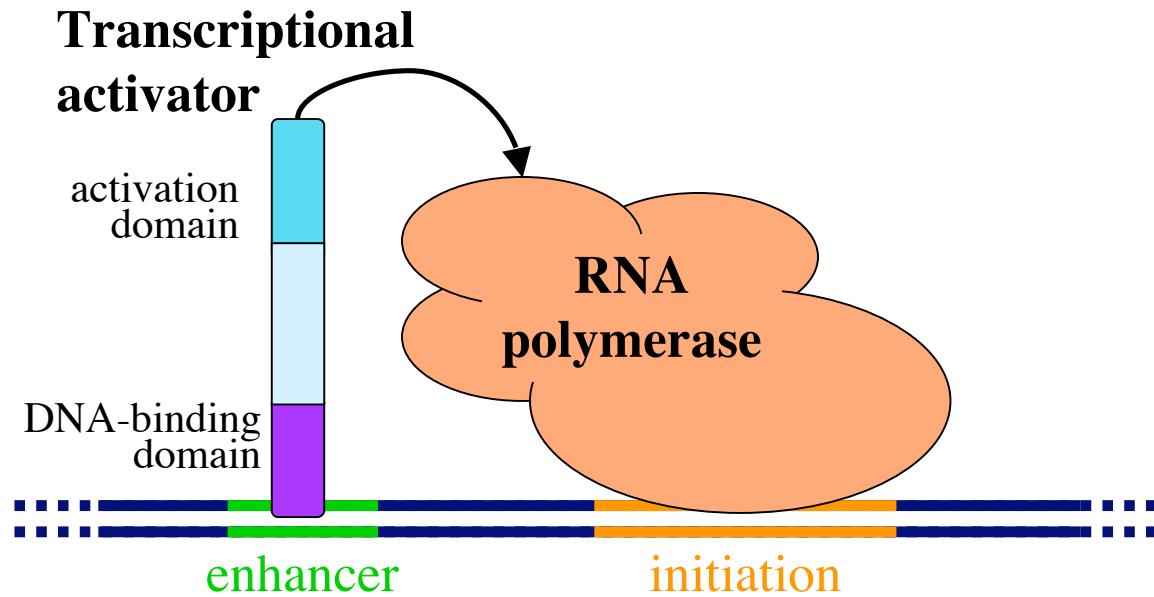 Transcriptional
activator
activation
domain
RNA
polymerase
DNA-binding
domain
enhancer
initiation